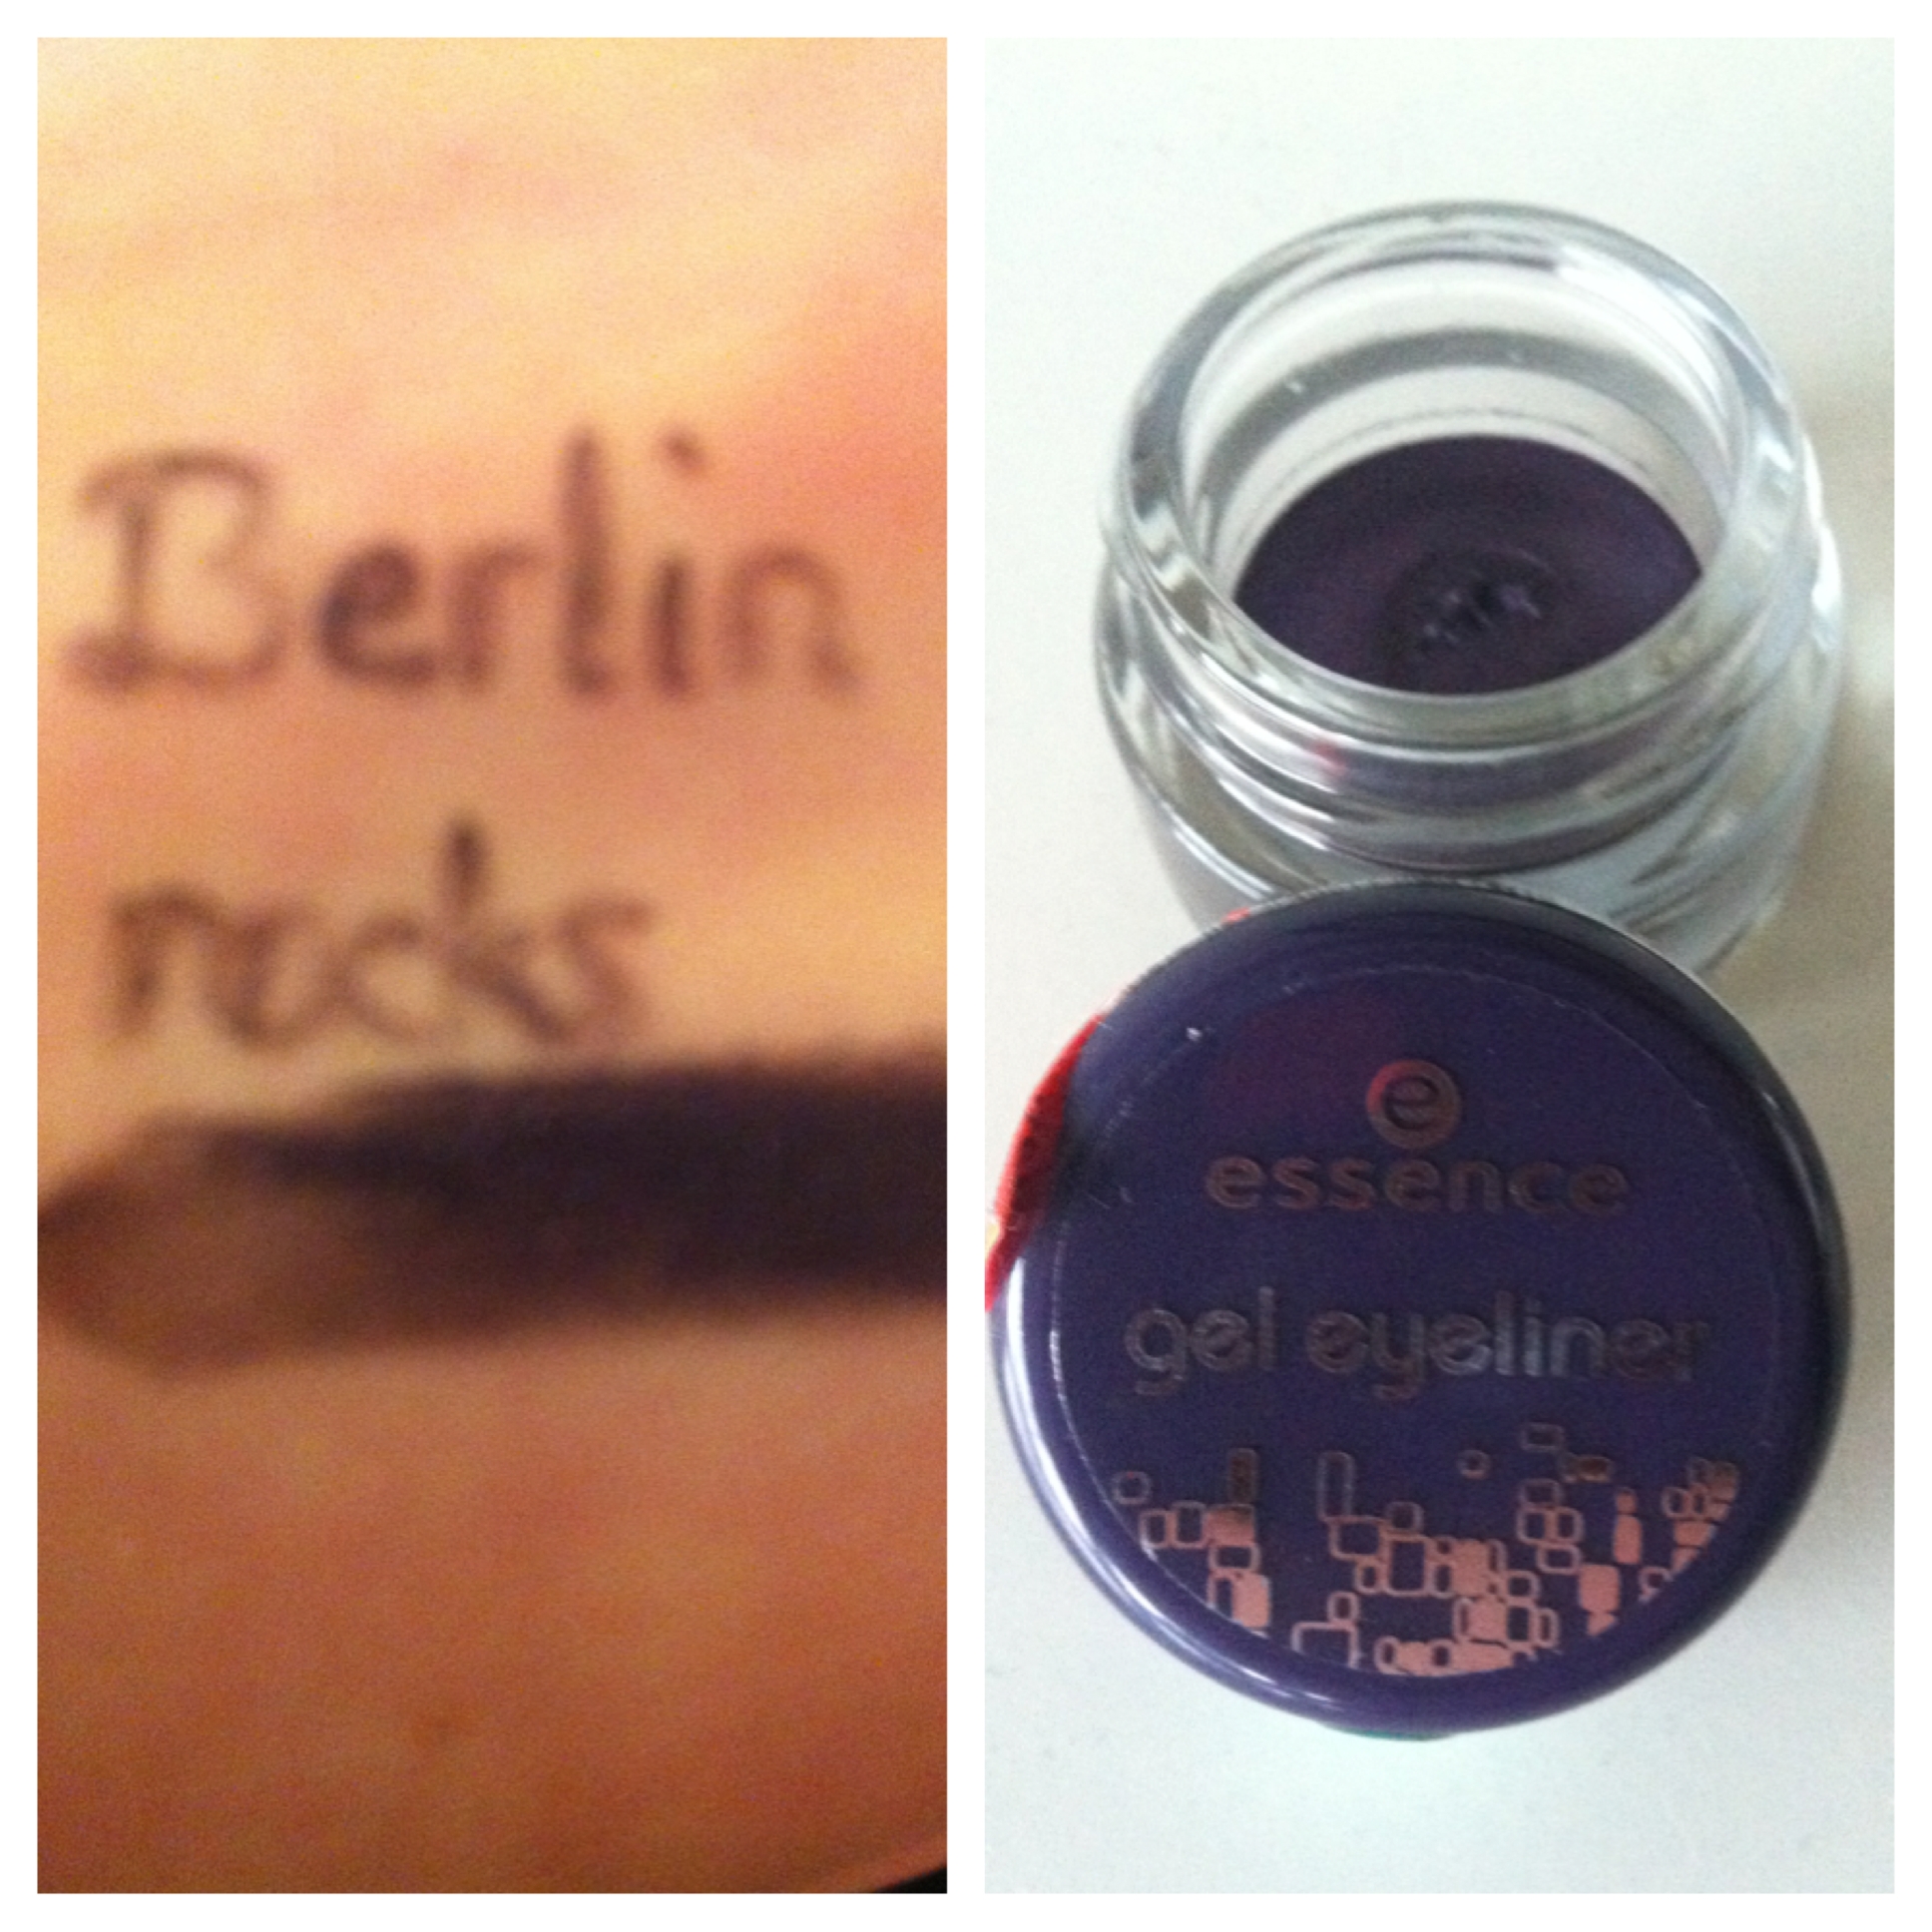 Berlin
rocks
e
essence
gel eyeliner